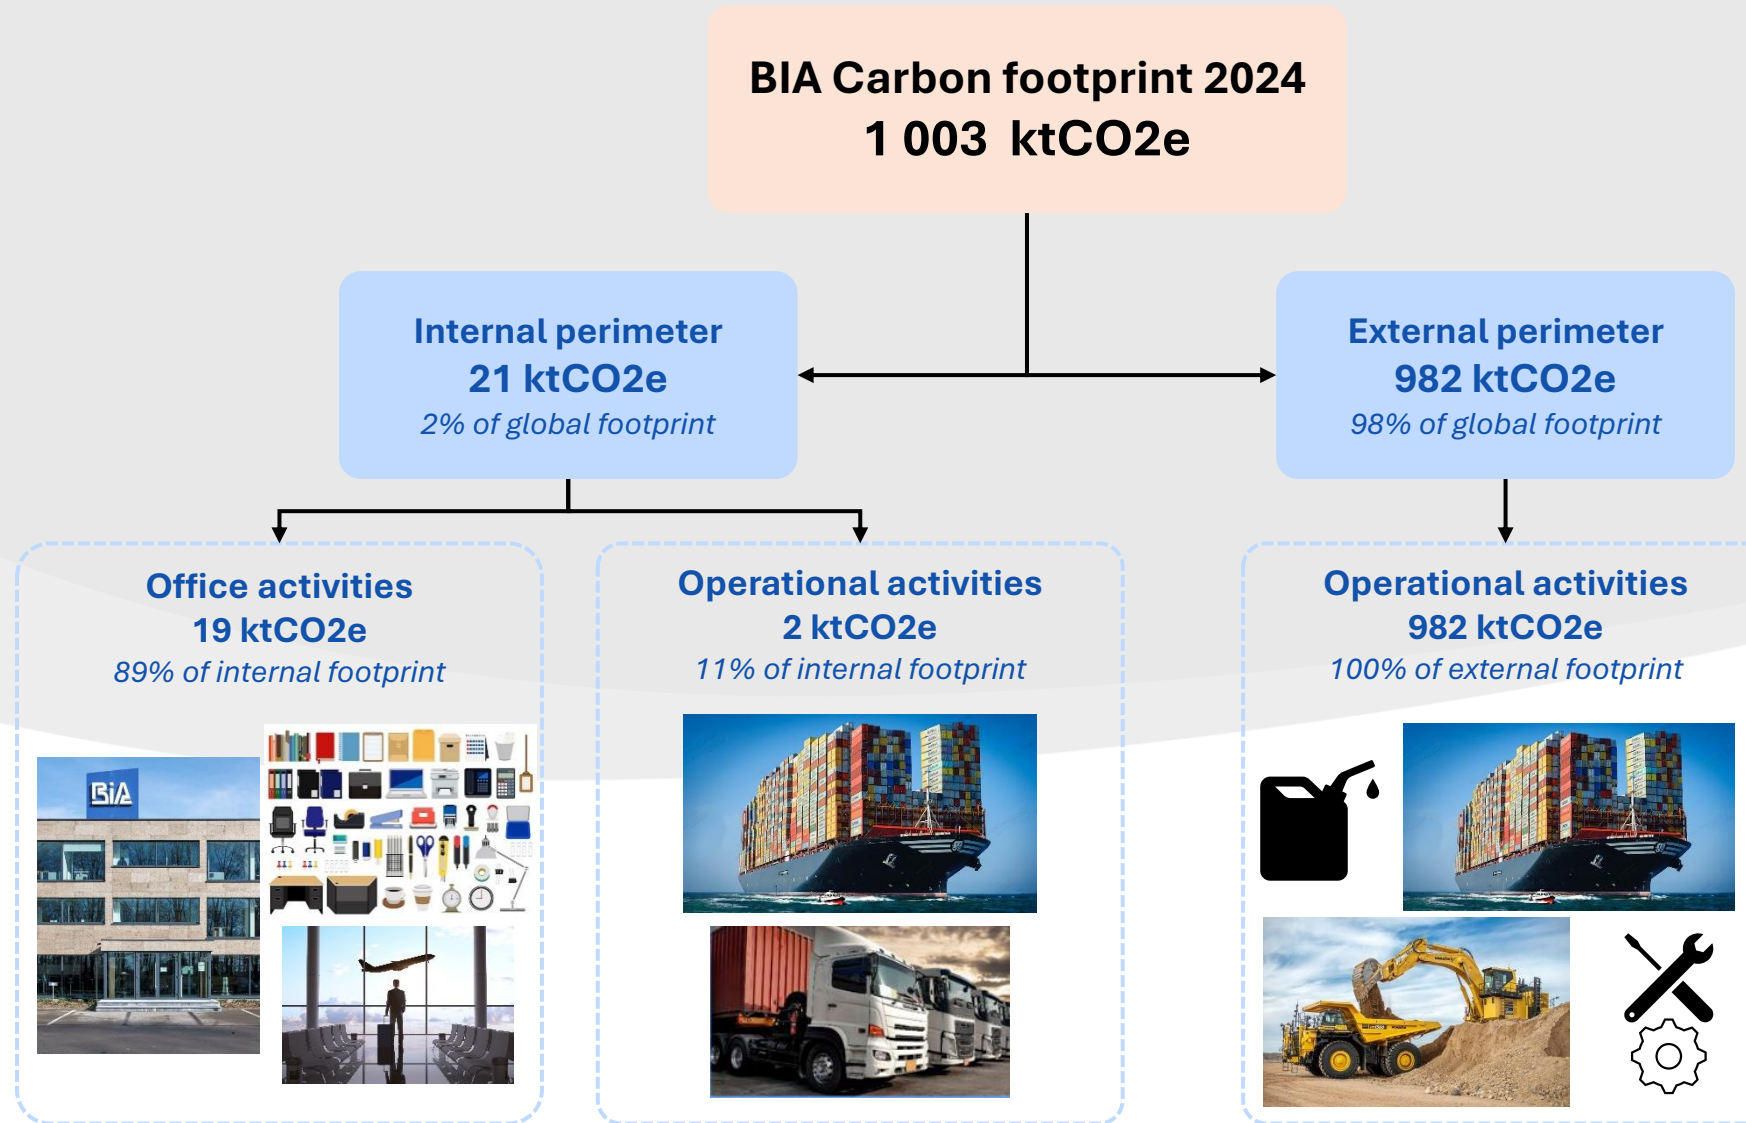 BIA Carbon footprint 2024
1 003 ktCO2e
Internal perimeter
21 ktCO2e
2% of global footprint
External perimeter
982 ktCO2e
98% of global footprint
Office activities
19 ktCO2e
89% of internal footprint
Operational activities
2 ktCO2e
11% of internal footprint
Operational activities
982 ktCO2e
100% of external footprint
BiA